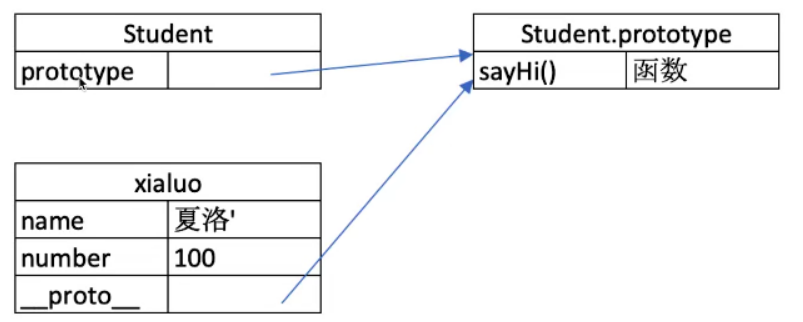 Student
prototype
Student.prototype
sayHi() 函数
xialuo
name 夏洛'
number 100
__proto__